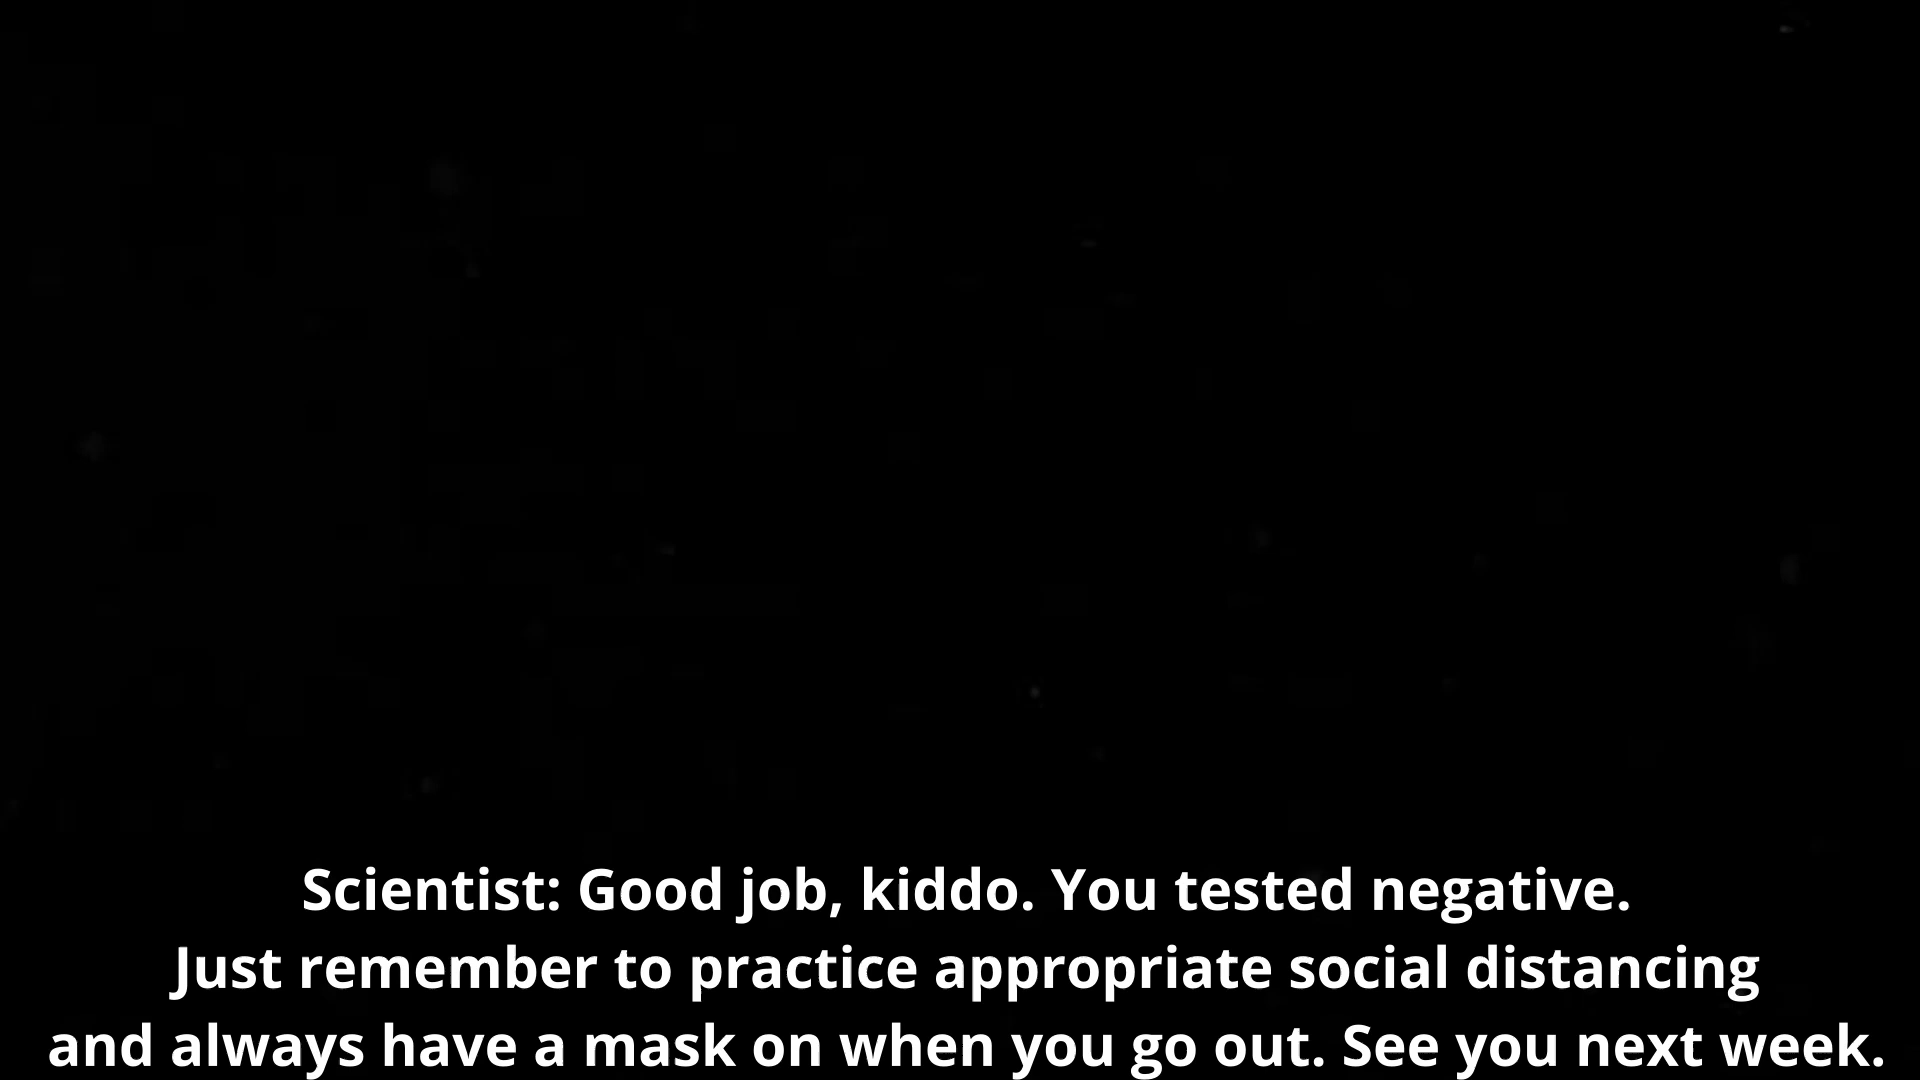 Scientist: Good job, kiddo. You tested negative.
Just remember to practice appropriate social distancing
and always have a mask on when you go out. See you next week.